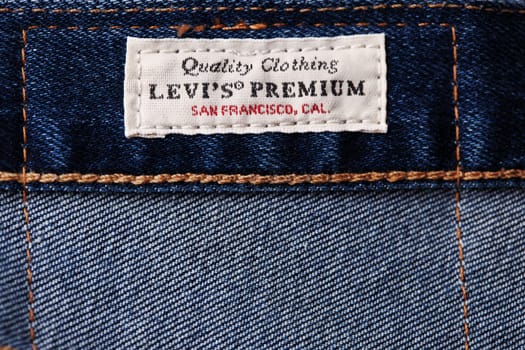 Quality Clothing
LEVI'S® PREMIUM
SAN FRANCISCO, CAL.